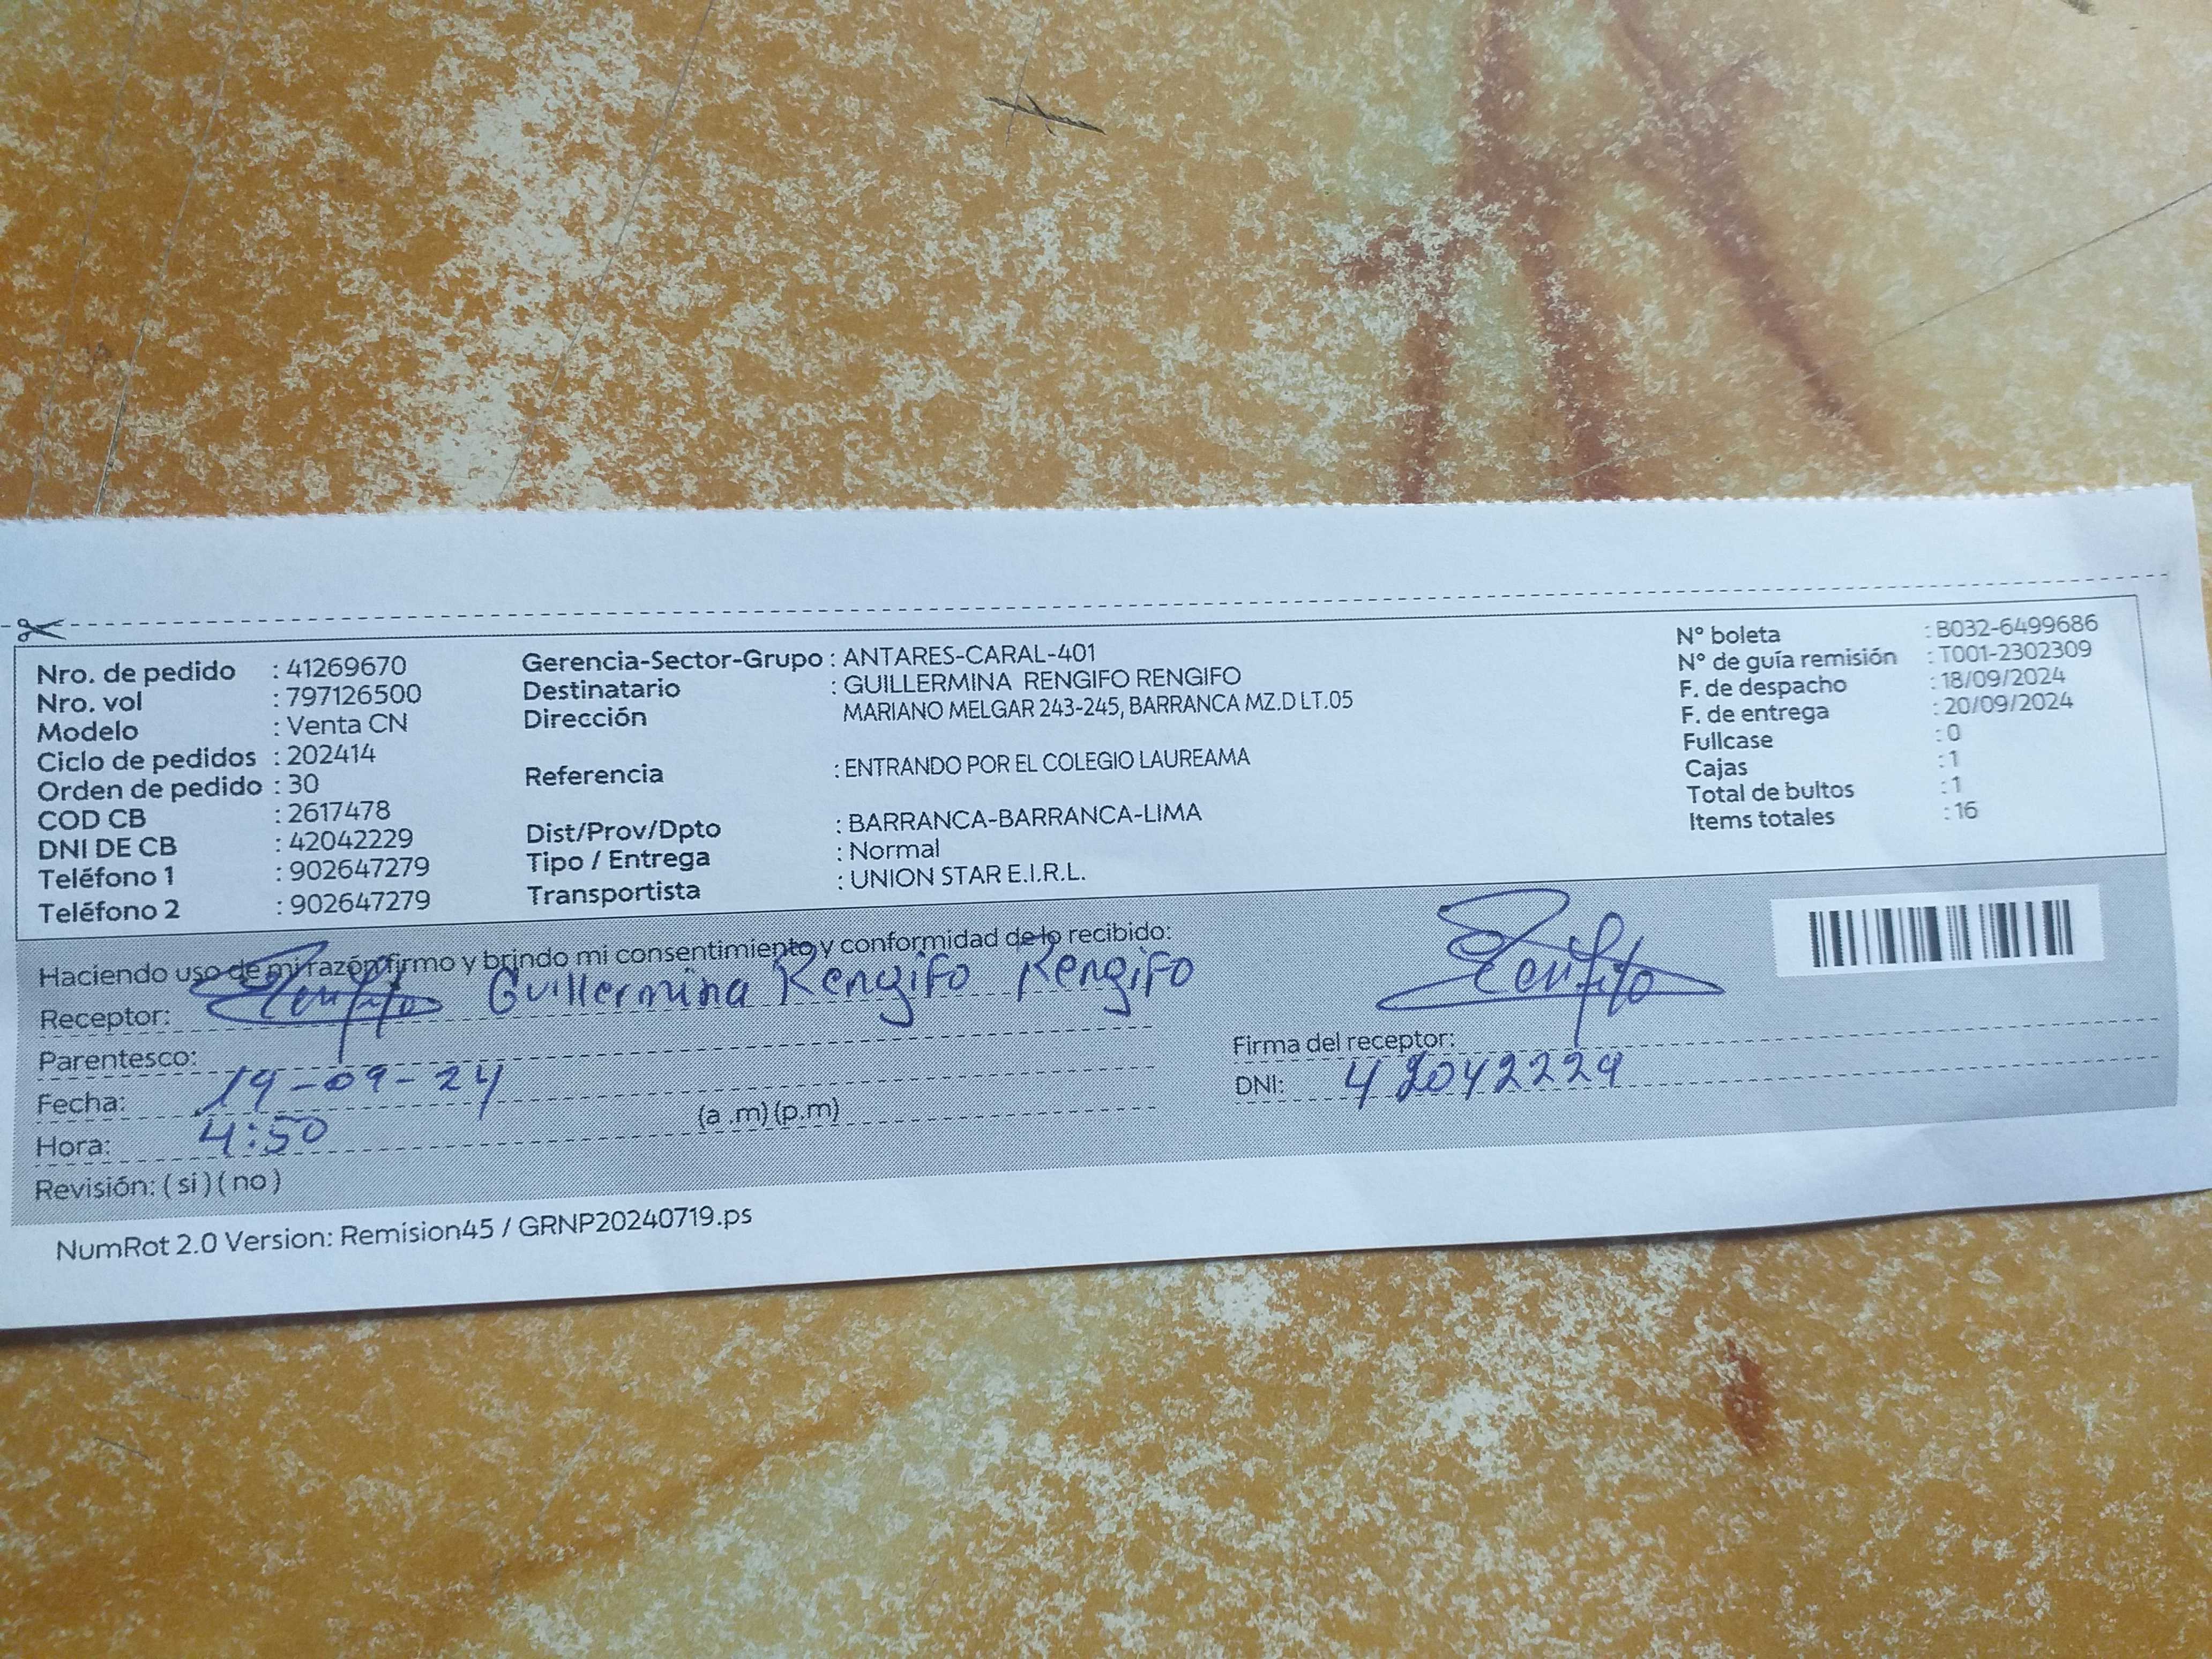 Nro. de pedido : 41269670
Nro. vol : 797126500
Modelo : Venta CN
Ciclo de pedidos : 202414
Orden de pedido : 30
COD CB : 2617478
DNI DE CB : 42042229
Teléfono 1 : 902647279
Teléfono 2 : 902647279
Gerencia-Sector-Grupo : ANTARES-CARAL-401
Destinatario : GUILLERMINA RENGIFO RENGIFO
Dirección MARIANO MELGAR 243-245, BARRANCA MZ.D LT.05
Referencia : ENTRANDO POR EL COLEGIO LAUREAMA
Dist/Prov/Dpto : BARRANCA-BARRANCA-LIMA
Tipo / Entrega : Normal
Transportista : UNION STAR E.I.R.L.
N° boleta : B032-6499686
N° de guía remisión : T001-2302309
F. de despacho : 18/09/2024
F. de entrega : 20/09/2024
Fullcase : 0
Cajas : 1
Total de bultos : 1
Items totales : 16
Haciendo uso de mi razón firmo y brindo mi consentimiento y conformidad de lo recibido:
Receptor: Guillermina Rengifo Rengifo
Parentesco:
Fecha: 19-09-24
Hora: 4:50 (a .m) (p.m)
Revisión: ( si ) ( no )
Firma del receptor:
DNI: 42042229
NumRot 2.0 Version: Remision45 / GRNP20240719.ps